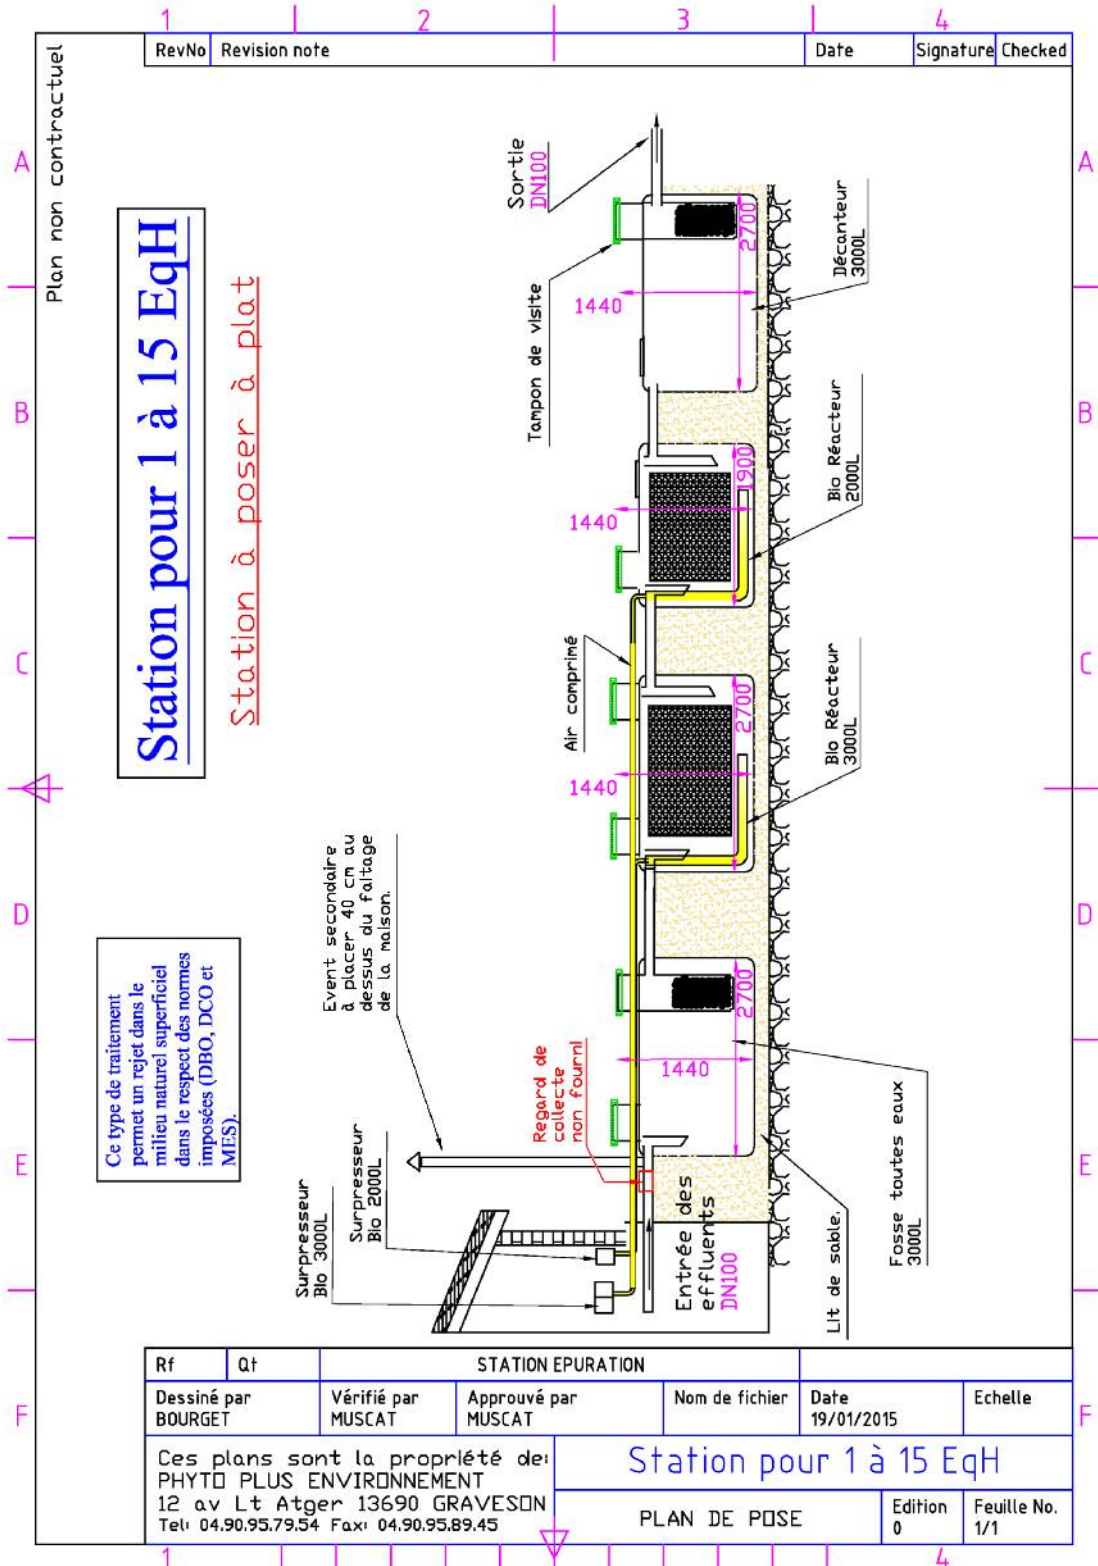 1
2
3
4
RevNo
Revision note
Date
Signature
Checked
Plan non contractuel
A
A
B
B
C
C
D
D
E
E
F
F
Station pour 1 à 15 EqH
Station à poser à plat
Ce type de traitement
permet un rejet dans le
milieu naturel superficiel
dans le respect des normes
imposées (DBO, DCO et
MES).
Surpresseur
Bio 3000L
Surpresseur
Bio 2000L
Event secondaire
à placer 40 cm au
dessus du faîtage
de la maison.
Regard de
collecte
non fourni
Air comprimé
Tampon de visite
Sortie
DN100
Entrée des
effluents
DN100
1440
2700
1440
2700
1440
1900
1440
2700
Lit de sable.
Fosse toutes eaux
3000L
Bio Réacteur
3000L
Bio Réacteur
2000L
Décanteur
3000L
Rf
Qt
STATION EPURATION
Dessiné par
BOURGET
Vérifié par
MUSCAT
Approuvé par
MUSCAT
Nom de fichier
Date
19/01/2015
Echelle
Ces plans sont la propriété de:
PHYTO PLUS ENVIRONNEMENT
12 av Lt Atger 13690 GRAVESON
Tel: 04.90.95.79.54 Fax: 04.90.95.89.45
Station pour 1 à 15 EqH
PLAN DE POSE
Edition
0
Feuille No.
1/1
1
4